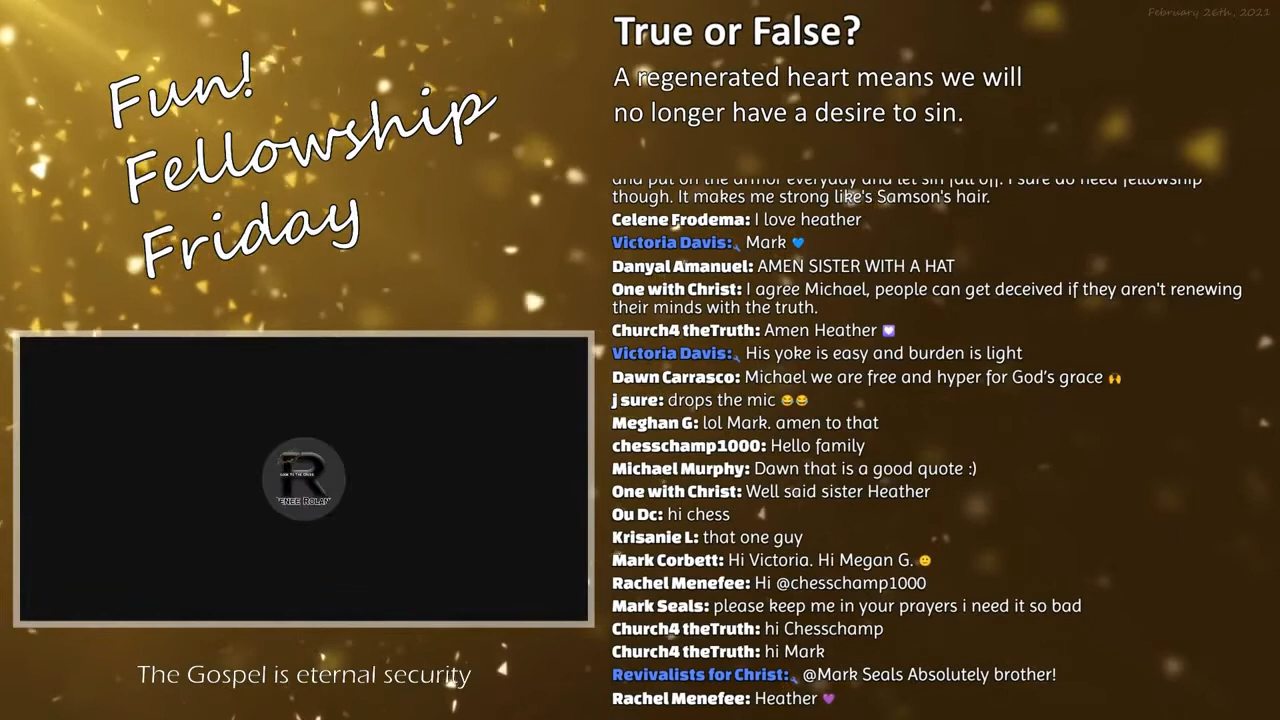 February 26th, 2021
Fun!
Fellowship
Friday
True or False?
A regenerated heart means we will
no longer have a desire to sin.
and put on the armor everyday and let sin fall off. I sure do need fellowship
though. It makes me strong like's Samson's hair.
Celene Frodema: I love heather
Victoria Davis: Mark 💙
Danyal Amanuel: AMEN SISTER WITH A HAT
One with Christ: I agree Michael, people can get deceived if they aren't renewing
their minds with the truth.
Church4 theTruth: Amen Heather 💟
Victoria Davis: His yoke is easy and burden is light
Dawn Carrasco: Michael we are free and hyper for God's grace 🙌
j sure: drops the mic 😂😂
Meghan G: lol Mark. amen to that
chesschamp1000: Hello family
Michael Murphy: Dawn that is a good quote :)
One with Christ: Well said sister Heather
Ou Dc: hi chess
Krisanie L: that one guy
Mark Corbett: Hi Victoria. Hi Megan G. 🙂
Rachel Menefee: Hi @chesschamp1000
Mark Seals: please keep me in your prayers i need it so bad
Church4 theTruth: hi Chesschamp
Church4 theTruth: hi Mark
Revivalists for Christ: @Mark Seals Absolutely brother!
Rachel Menefee: Heather 💜
R
LOOK TO THE CROSS
RENEE ROLAN
The Gospel is eternal security